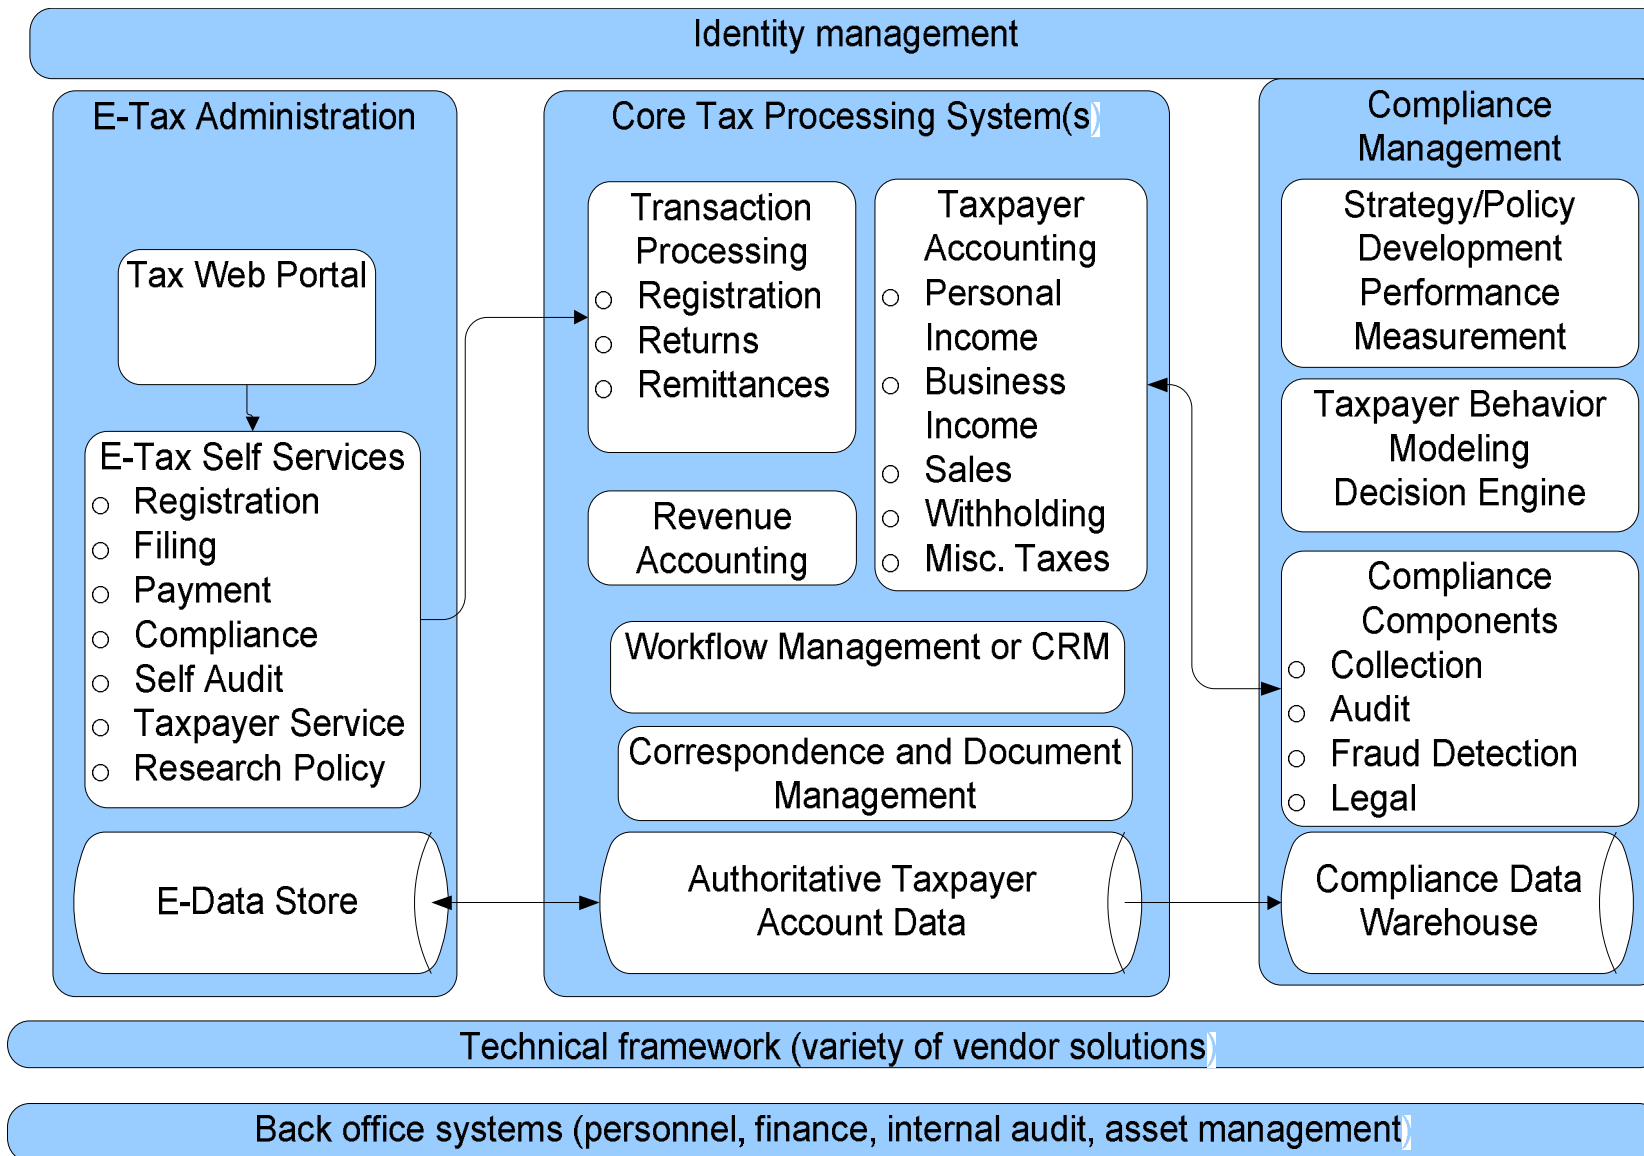 Identity management
E-Tax Administration
Tax Web Portal
E-Tax Self Services
Registration
Filing
Payment
Compliance
Self Audit
Taxpayer Service
Research Policy
E-Data Store
Core Tax Processing System(s)
Transaction
Processing
Registration
Returns
Remittances
Revenue
Accounting
Taxpayer
Accounting
Personal
Income
Business
Income
Sales
Withholding
Misc. Taxes
Workflow Management or CRM
Correspondence and Document
Management
Authoritative Taxpayer
Account Data
Compliance
Management
Strategy/Policy
Development
Performance
Measurement
Taxpayer Behavior
Modeling
Decision Engine
Compliance
Components
Collection
Audit
Fraud Detection
Legal
Compliance Data
Warehouse
Technical framework (variety of vendor solutions)
Back office systems (personnel, finance, internal audit, asset management)